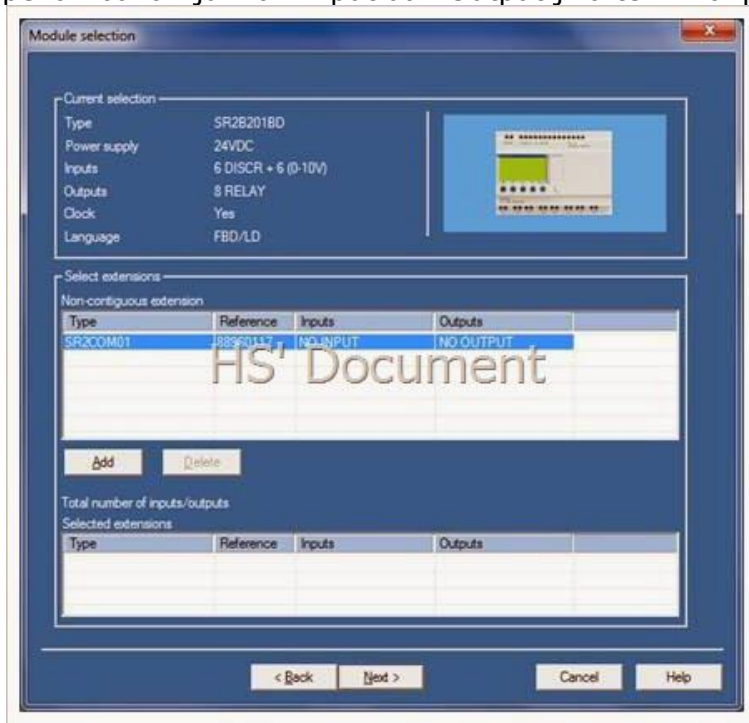 Module selection
Current selection
Type SR2B201BD
Power supply 24VDC
Inputs 6 DISCR + 6 (0-10V)
Outputs 8 RELAY
Clock Yes
Language FBD/LD
Select extensions
Non-contiguous extension
Type Reference Inputs Outputs
SR2COM01 88960117 NO INPUT NO OUTPUT
HS' Document
Add Delete
Total number of inputs/outputs
Selected extensions
Type Reference Inputs Outputs
< Back Next > Cancel Help